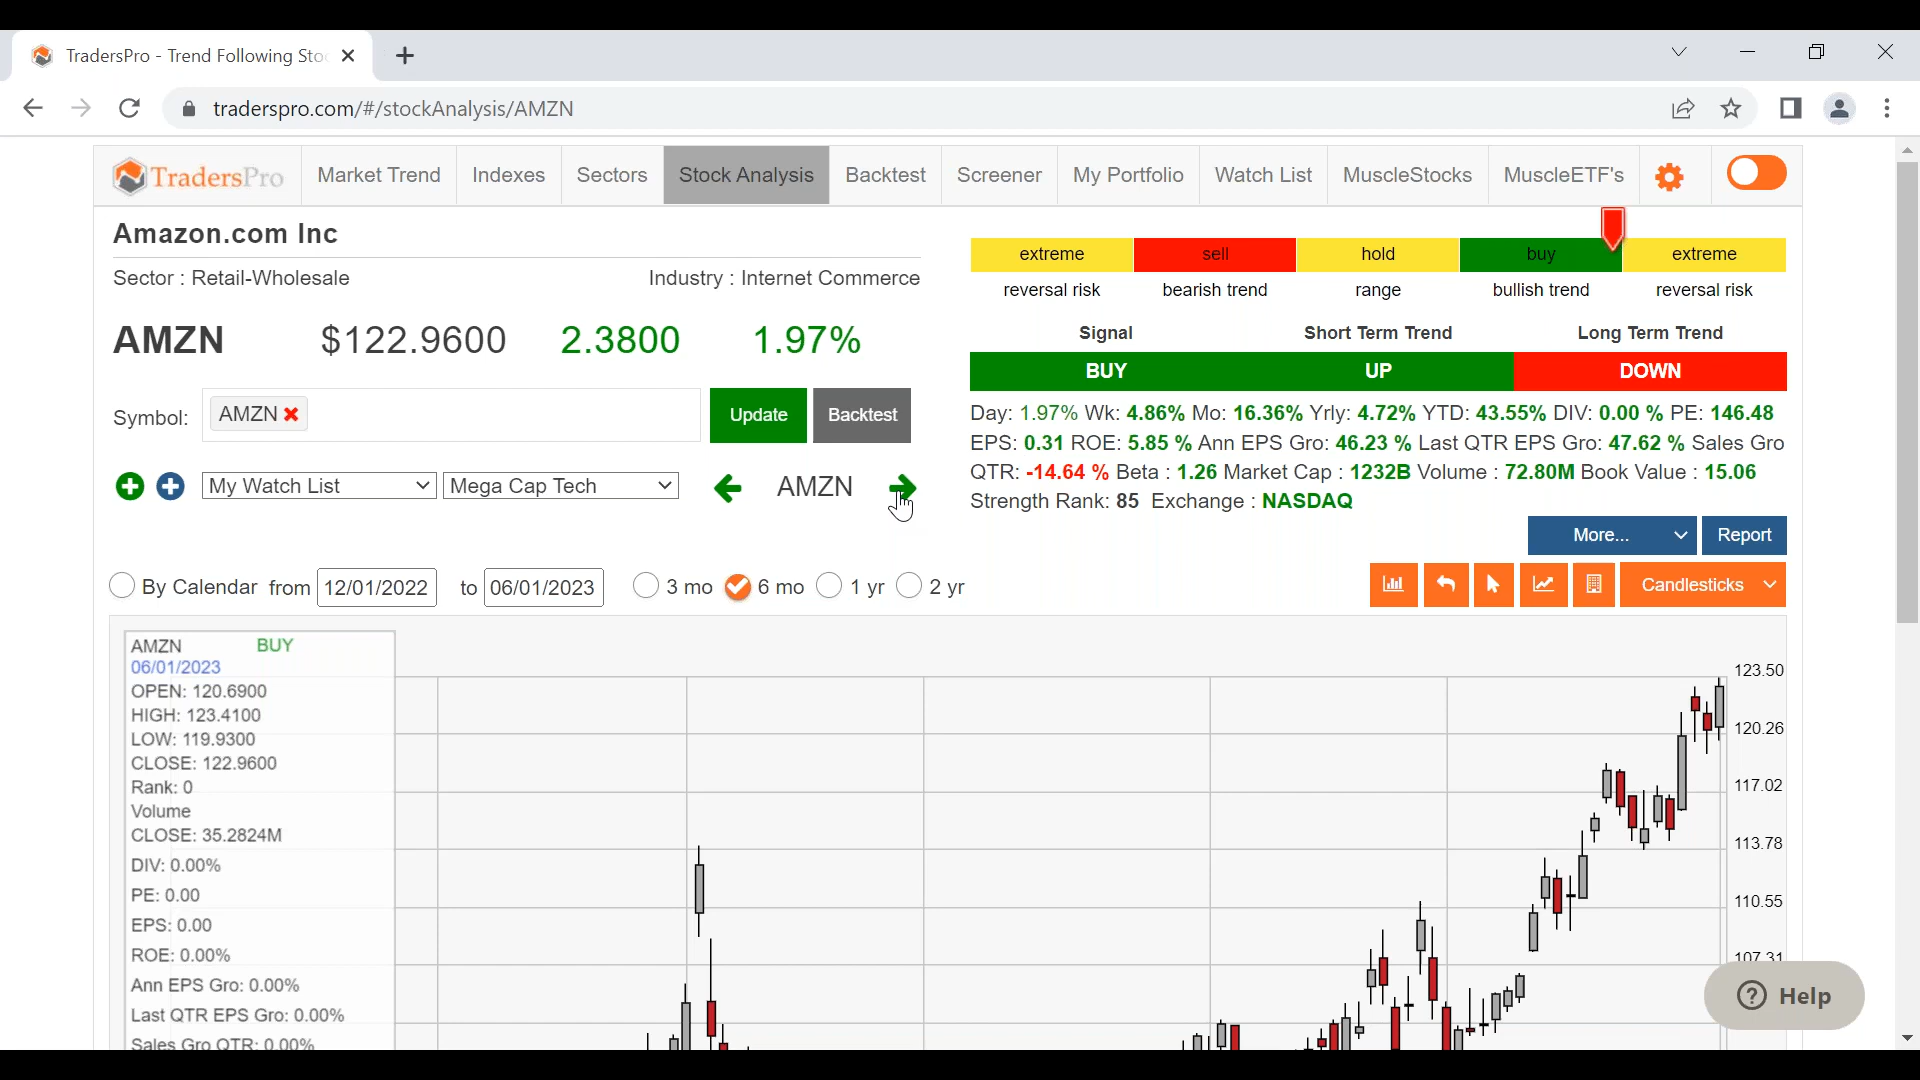 TradersPro - Trend Following Sto
traderspro.com/#/stockAnalysis/AMZN
TradersPro Market Trend Indexes Sectors Stock Analysis Backtest Screener My Portfolio Watch List MuscleStocks MuscleETF's
Amazon.com Inc
Sector : Retail-Wholesale Industry : Internet Commerce
AMZN $122.9600 2.3800 1.97%
Symbol: AMZN Update Backtest
My Watch List Mega Cap Tech AMZN
extreme sell hold buy extreme
reversal risk bearish trend range bullish trend reversal risk
Signal Short Term Trend Long Term Trend
BUY UP DOWN
Day: 1.97% Wk: 4.86% Mo: 16.36% Yrly: 4.72% YTD: 43.55% DIV: 0.00 % PE: 146.48
EPS: 0.31 ROE: 5.85 % Ann EPS Gro: 46.23 % Last QTR EPS Gro: 47.62 % Sales Gro
QTR: -14.64 % Beta : 1.26 Market Cap : 1232B Volume : 72.80M Book Value : 15.06
Strength Rank: 85 Exchange : NASDAQ
More... Report
By Calendar from 12/01/2022 to 06/01/2023 3 mo 6 mo 1 yr 2 yr Candlesticks
AMZN BUY
06/01/2023
OPEN: 120.6900
HIGH: 123.4100
LOW: 119.9300
CLOSE: 122.9600
Rank: 0
Volume
CLOSE: 35.2824M
DIV: 0.00%
PE: 0.00
EPS: 0.00
ROE: 0.00%
Ann EPS Gro: 0.00%
Last QTR EPS Gro: 0.00%
Sales Gro QTR: 0.00%
123.50
120.26
117.02
113.78
110.55
107.31
Help